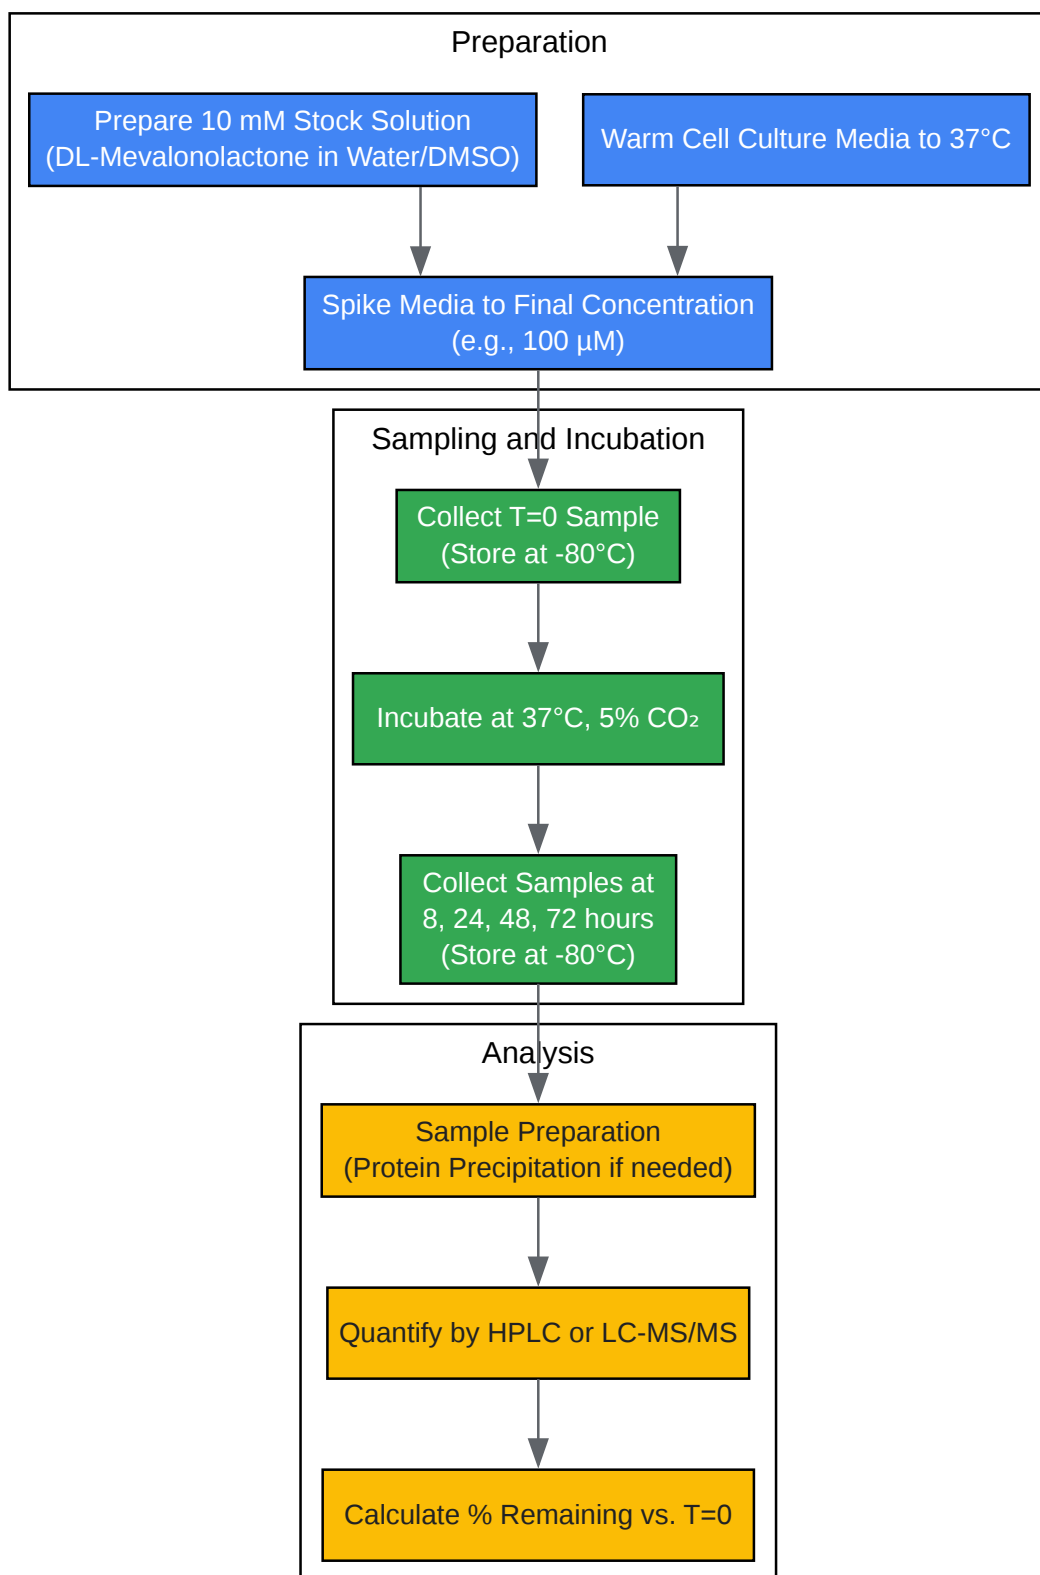 Preparation
Prepare 10 mM Stock Solution
(DL-Mevalonolactone in Water/DMSO)
Warm Cell Culture Media to 37°C
Spike Media to Final Concentration
(e.g., 100 µM)
Sampling and Incubation
Collect T=0 Sample
(Store at -80°C)
Incubate at 37°C, 5% CO₂
Collect Samples at
8, 24, 48, 72 hours
(Store at -80°C)
Analysis
Sample Preparation
(Protein Precipitation if needed)
Quantify by HPLC or LC-MS/MS
Calculate % Remaining vs. T=0